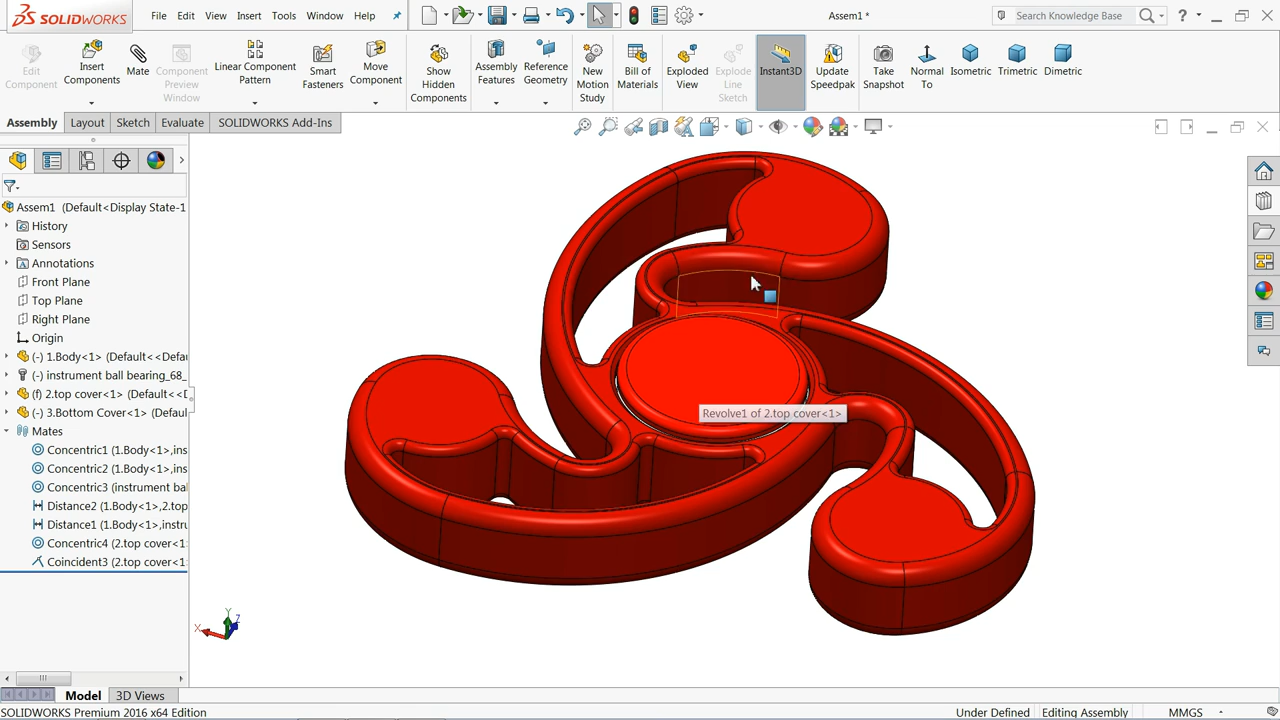 SOLIDWORKS
File Edit View Insert Tools Window Help
Assem1 *
Search Knowledge Base
?
Edit Component
Insert Components
Mate
Component Preview Window
Linear Component Pattern
Smart Fasteners
Move Component
Show Hidden Components
Assembly Features
Reference Geometry
New Motion Study
Bill of Materials
Exploded View
Explode Line Sketch
Instant3D
Update Speedpak
Take Snapshot
Normal To
Isometric
Trimetric
Dimetric
Assembly Layout Sketch Evaluate SOLIDWORKS Add-Ins
Assem1 (Default<Display State-1
History
Sensors
Annotations
Front Plane
Top Plane
Right Plane
Origin
(-) 1.Body<1> (Default<<Defau
(-) instrument ball bearing_68_
(f) 2.top cover<1> (Default<<D
(-) 3.Bottom Cover<1> (Defaul
Mates
Concentric1 (1.Body<1>,ins
Concentric2 (1.Body<1>,ins
Concentric3 (instrument bal
Distance2 (1.Body<1>,2.top
Distance1 (1.Body<1>,instru
Concentric4 (2.top cover<1>
Coincident3 (2.top cover<1>
Revolve1 of 2.top cover<1>
Y
Z
X
Model 3D Views
SOLIDWORKS Premium 2016 x64 Edition
Under Defined Editing Assembly MMGS